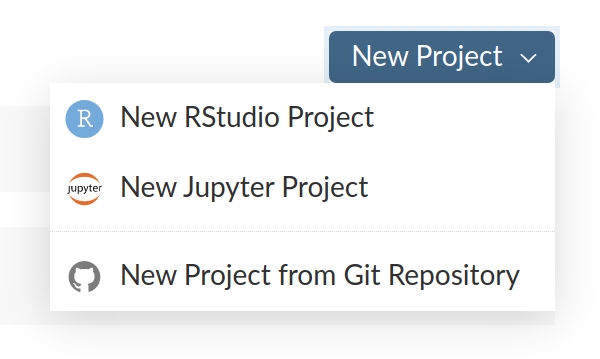 New Project
R
New RStudio Project
jupyter
New Jupyter Project
New Project from Git Repository